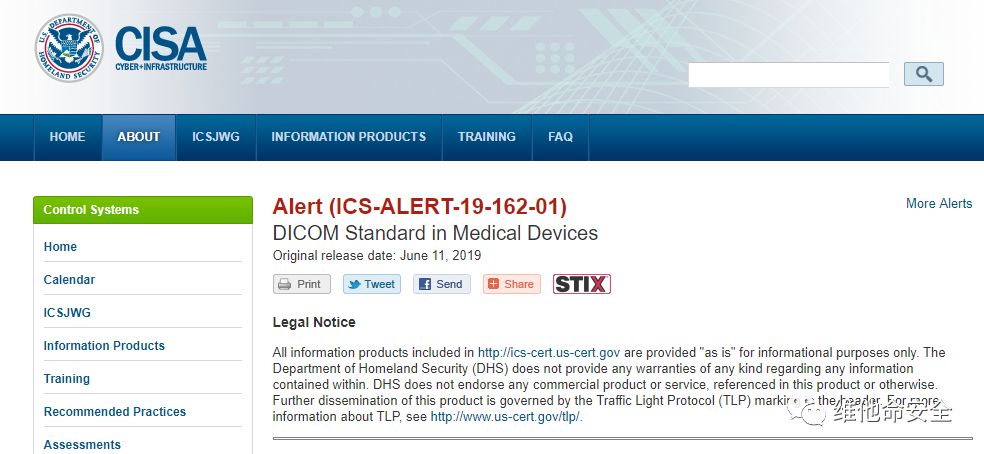 U.S. DEPARTMENT OF
HOMELAND SECURITY
CISA
CYBER+INFRASTRUCTURE
HOME
ABOUT
ICSJWG
INFORMATION PRODUCTS
TRAINING
FAQ
Control Systems
Home
Calendar
ICSJWG
Information Products
Training
Recommended Practices
Assessments
Alert (ICS-ALERT-19-162-01)
More Alerts
DICOM Standard in Medical Devices
Original release date: June 11, 2019
Print
Tweet
Send
Share
STIX
Legal Notice
All information products included in http://ics-cert.us-cert.gov are provided "as is" for informational purposes only. The
Department of Homeland Security (DHS) does not provide any warranties of any kind regarding any information
contained within. DHS does not endorse any commercial product or service, referenced in this product or otherwise.
Further dissemination of this product is governed by the Traffic Light Protocol (TLP) marking in the header. For more
information about TLP, see http://www.us-cert.gov/tlp/.
维他命安全